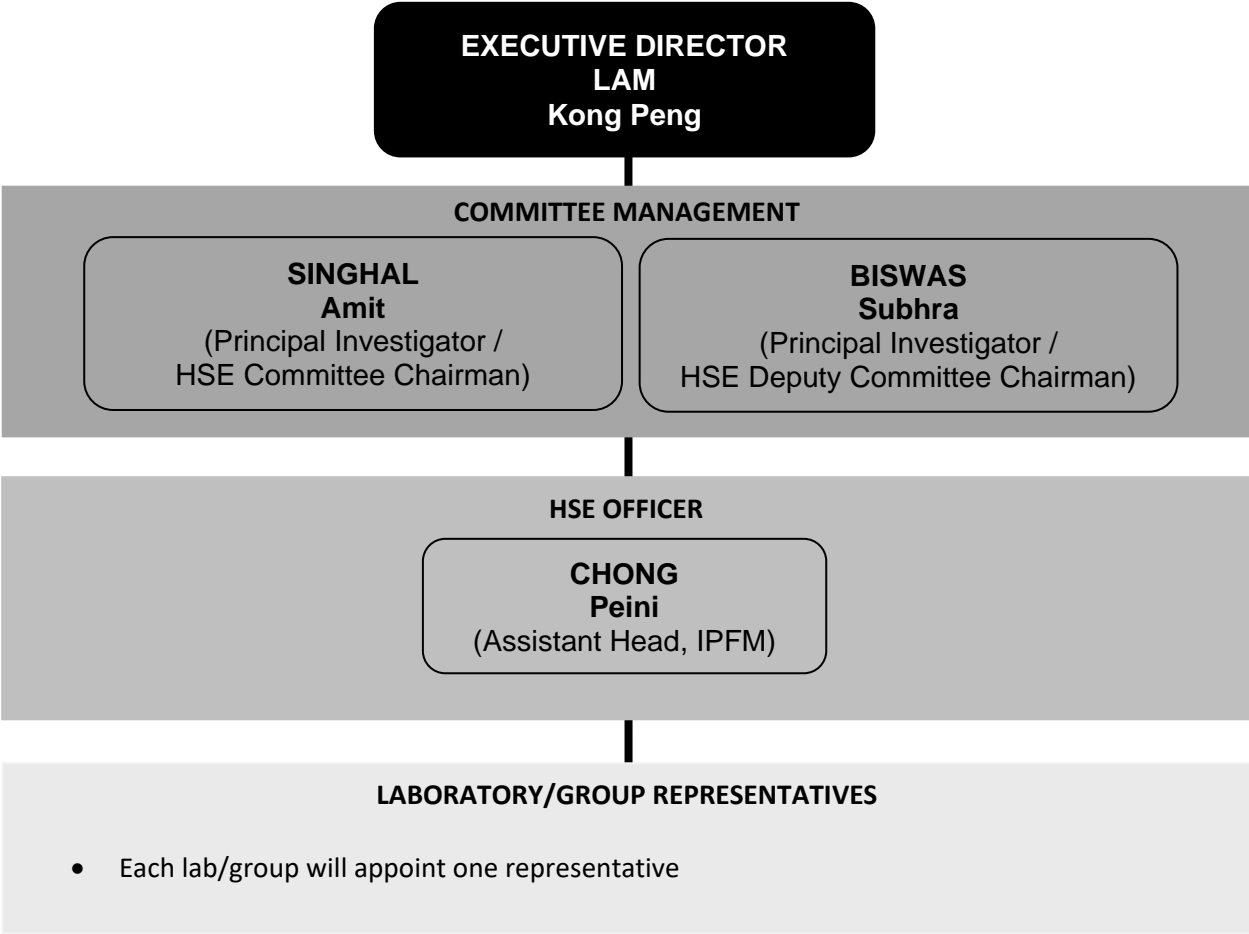 EXECUTIVE DIRECTOR
LAM
Kong Peng
COMMITTEE MANAGEMENT
SINGHAL
Amit
(Principal Investigator /
HSE Committee Chairman)
BISWAS
Subhra
(Principal Investigator /
HSE Deputy Committee Chairman)
HSE OFFICER
CHONG
Peini
(Assistant Head, IPFM)
LABORATORY/GROUP REPRESENTATIVES
• Each lab/group will appoint one representative